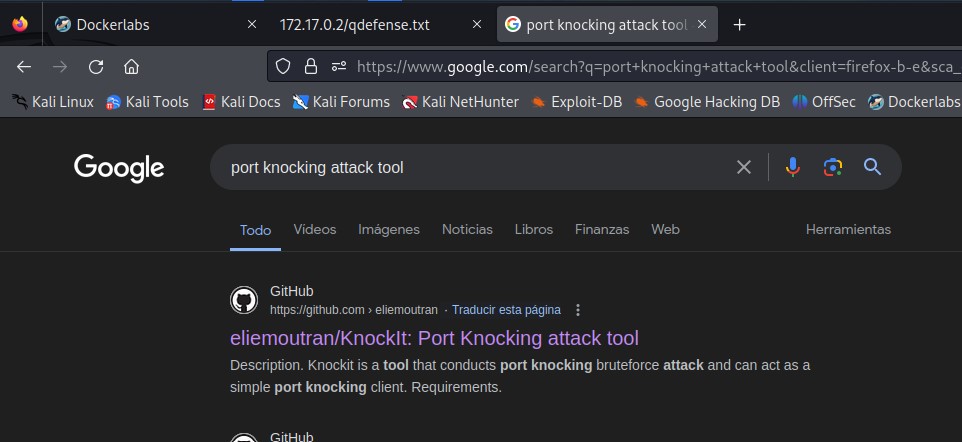 Dockerlabs
172.17.0.2/qdefense.txt
port knocking attack tool
https://www.google.com/search?q=port+knocking+attack+tool&client=firefox-b-e&sca_
Kali Linux Kali Tools Kali Docs Kali Forums Kali NetHunter Exploit-DB Google Hacking DB OffSec Dockerlabs
Google
port knocking attack tool
Todo Vídeos Imágenes Noticias Libros Finanzas Web Herramientas
GitHub
https://github.com › eliemoutran · Traducir esta página
eliemoutran/KnockIt: Port Knocking attack tool
Description. Knockit is a tool that conducts port knocking bruteforce attack and can act as a
simple port knocking client. Requirements.
GitHub